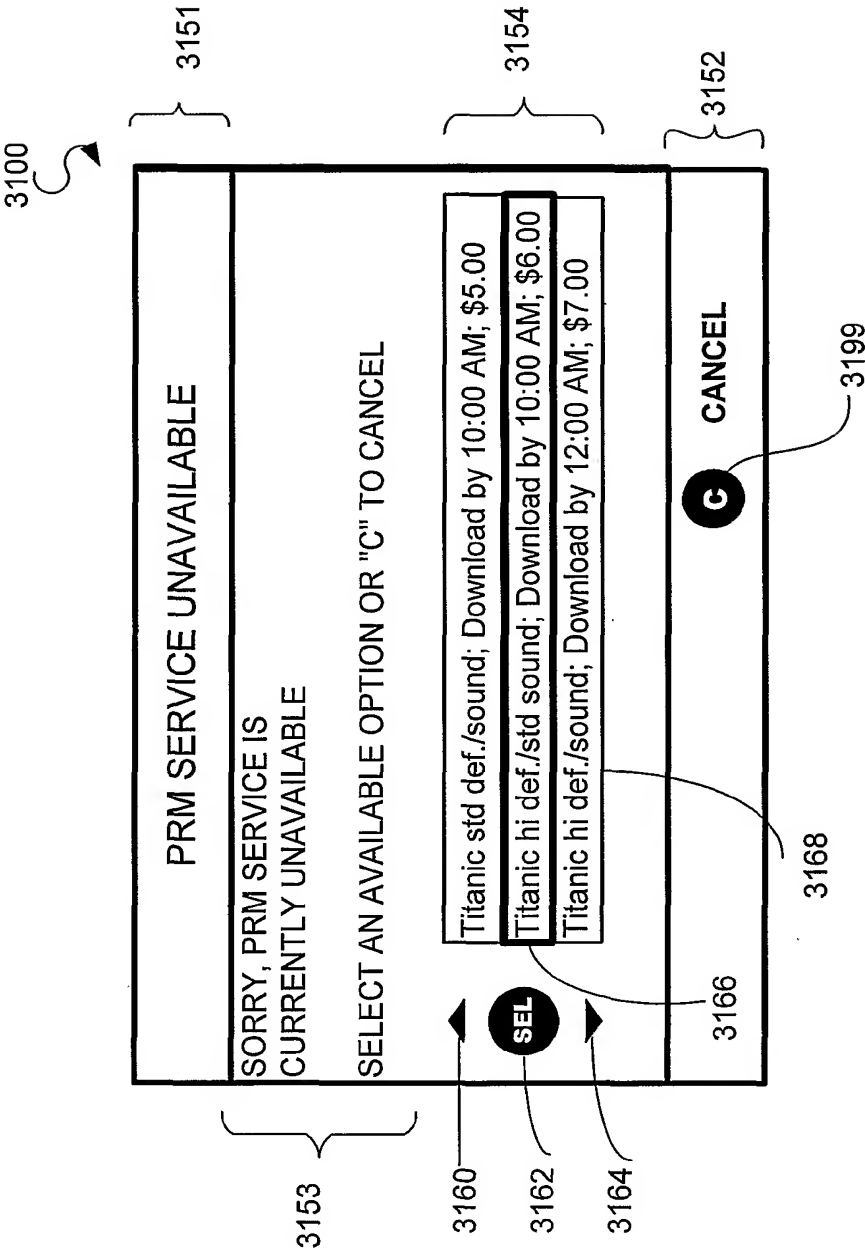 3100
PRM SERVICE UNAVAILABLE
3151
SORRY, PRM SERVICE IS
CURRENTLY UNAVAILABLE
3153
SELECT AN AVAILABLE OPTION OR "C" TO CANCEL
3160
SEL
3162
3164
Titanic std def./sound; Download by 10:00 AM; $5.00
Titanic hi def./std sound; Download by 10:00 AM; $6.00
Titanic hi def./sound; Download by 12:00 AM; $7.00
3154
3166
3168
C CANCEL
3152
3199